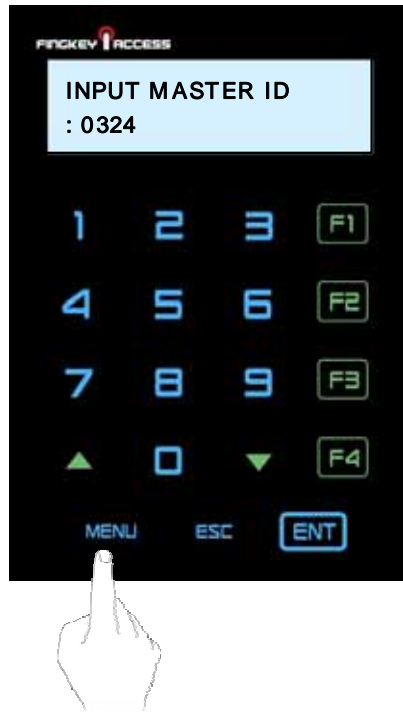 FINGKEY ACCESS
INPUT MASTER ID
: 0324
1 2 3 F1
4 5 6 F2
7 8 9 F3
▲ 0 ▼ F4
MENU ESC ENT